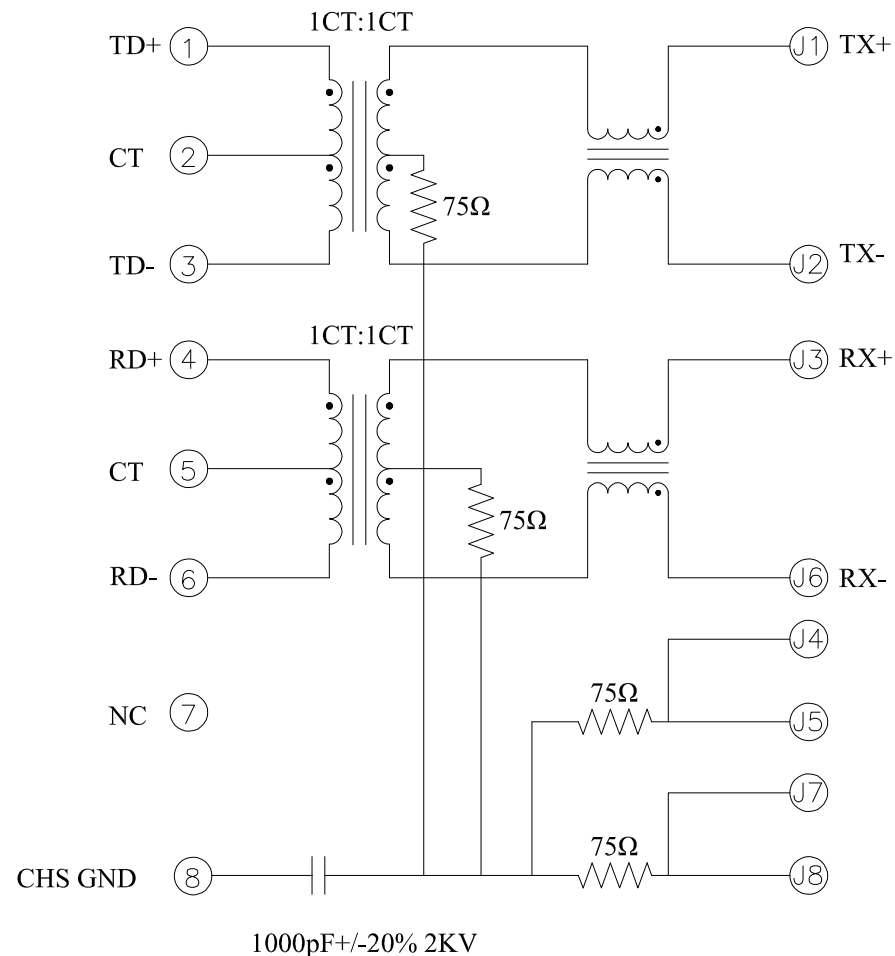 1CT:1CT
TD+ 1 J1 TX+
CT 2
75Ω
TD- 3 J2 TX-
1CT:1CT
RD+ 4 J3 RX+
CT 5
75Ω
RD- 6 J6 RX-
J4
75Ω
NC 7 J5
J7
75Ω
CHS GND 8 J8
1000pF+/-20% 2KV